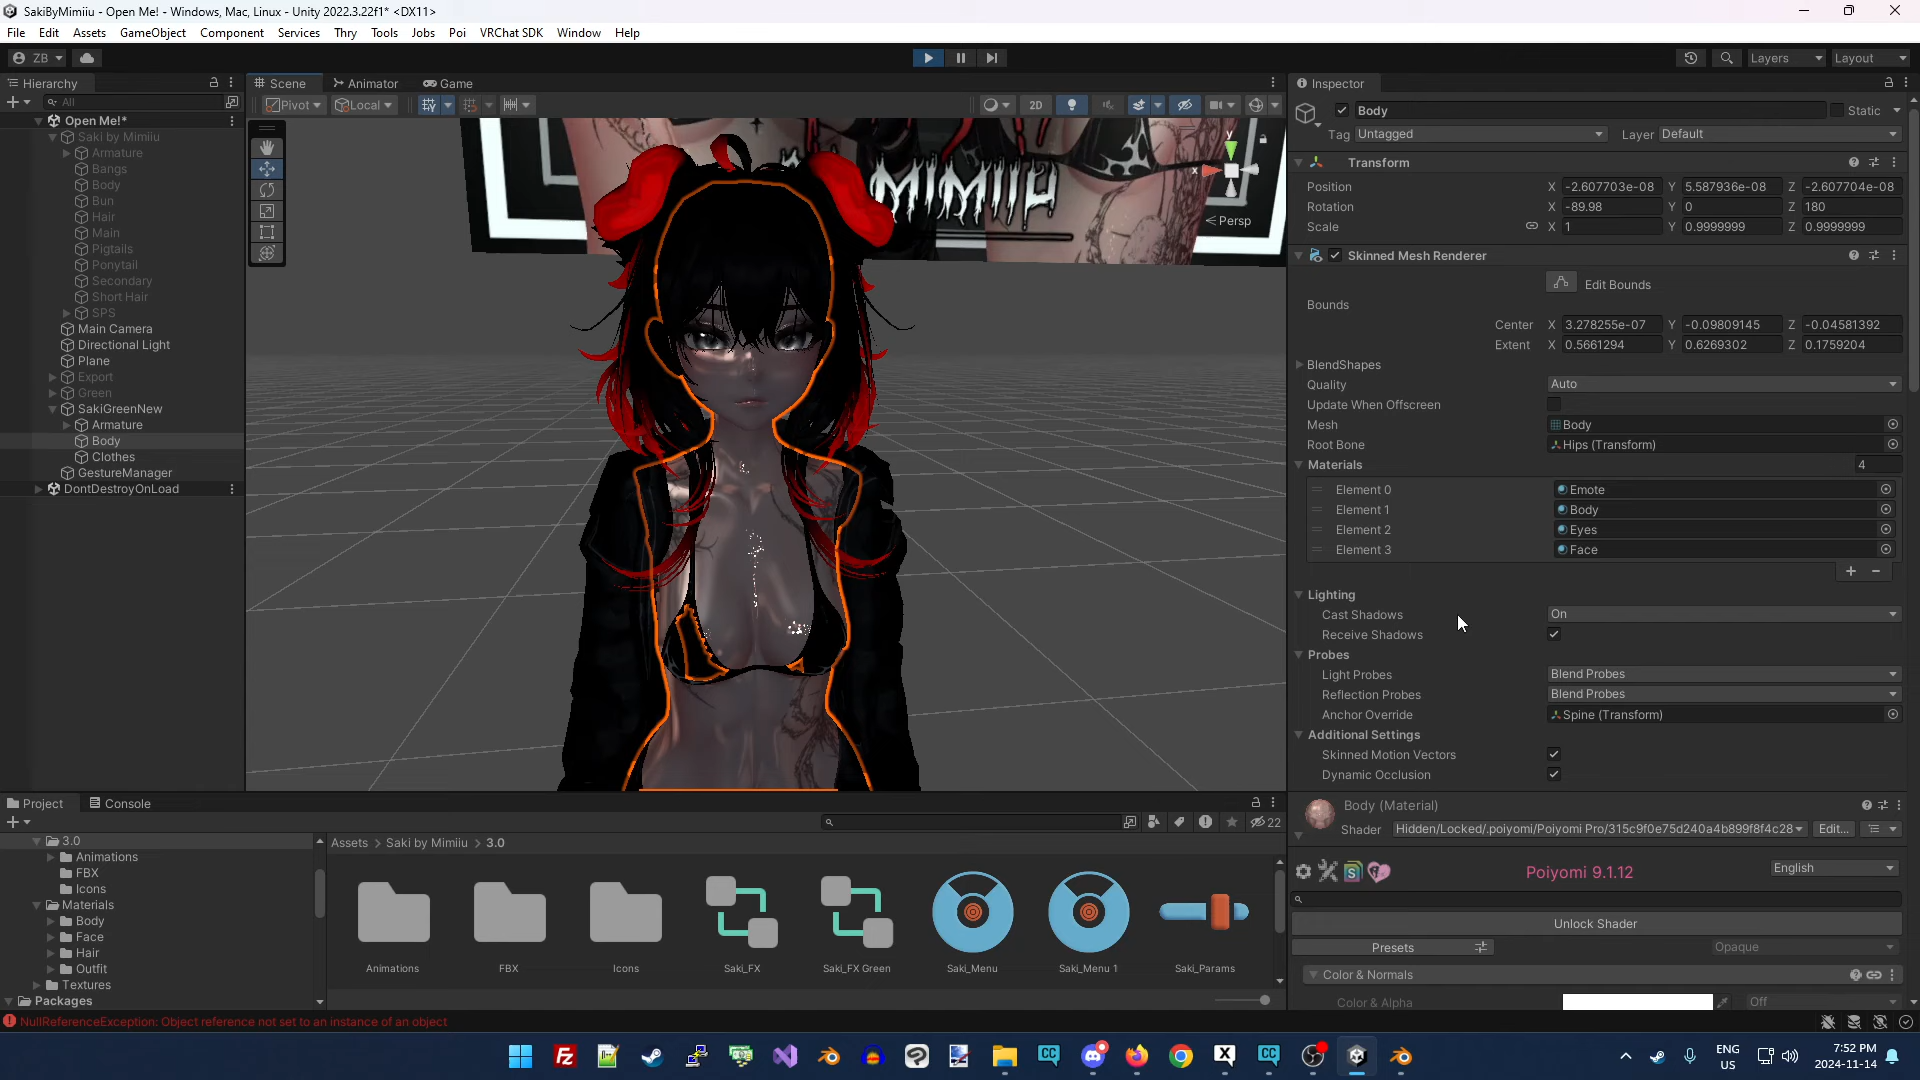 SakiByMimiiu - Open Me! - Windows, Mac, Linux - Unity 2022.3.22f1* <DX11>
File Edit Assets GameObject Component Services Thry Tools Jobs Poi VRChat SDK Window Help
ZB Layers Layout
Hierarchy
All
Open Me!*
Saki by Mimiiu
Armature
Bangs
Body
Bun
Hair
Main
Pigtails
Ponytail
Secondary
Short Hair
SPS
Main Camera
Directional Light
Plane
Export
Green
SakiGreenNew
Armature
Body
Clothes
GestureManager
DontDestroyOnLoad
Scene Animator Game
Pivot Local 2D
MIMIIU
y
x
< Persp
Inspector
Body Static
Tag Untagged Layer Default
Transform
Position X -2.607703e-08 Y 5.587936e-08 Z -2.607704e-08
Rotation X -89.98 Y 0 Z 180
Scale X 1 Y 0.9999999 Z 0.9999999
Skinned Mesh Renderer
Edit Bounds
Bounds
Center X 3.278255e-07 Y -0.09809145 Z -0.04581392
Extent X 0.5661294 Y 0.6269302 Z 0.1759204
BlendShapes
Quality Auto
Update When Offscreen
Mesh Body
Root Bone Hips (Transform)
Materials 4
Element 0 Emote
Element 1 Body
Element 2 Eyes
Element 3 Face
Lighting
Cast Shadows On
Receive Shadows
Probes
Light Probes Blend Probes
Reflection Probes Blend Probes
Anchor Override Spine (Transform)
Additional Settings
Skinned Motion Vectors
Dynamic Occlusion
Body (Material)
Shader Hidden/Locked/.poiyomi/Poiyomi Pro/315c9f0e75d240a4b899f8f4c28 Edit...
Poiyomi 9.1.12 English
Unlock Shader
Presets Opaque
Color & Normals
Color & Alpha Off
Project Console
22
3.0
Animations
FBX
Icons
Materials
Body
Face
Hair
Outfit
Textures
Packages
Assets > Saki by Mimiiu > 3.0
Animations FBX Icons Saki_FX Saki_FX Green Saki_Menu Saki_Menu 1 Saki_Params
NullReferenceException: Object reference not set to an instance of an object
ENG
US
7:52 PM
2024-11-14